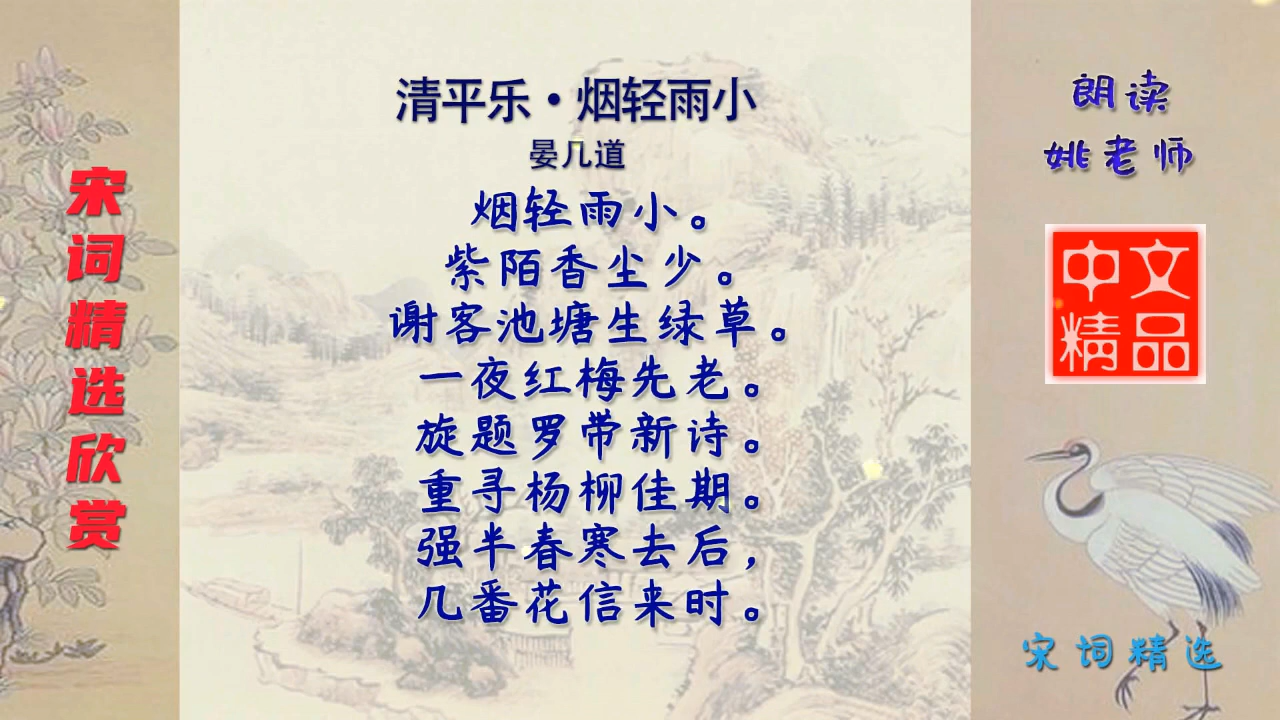 宋词精选欣赏
清平乐·烟轻雨小
晏几道
烟轻雨小。
紫陌香尘少。
谢客池塘生绿草。
一夜红梅先老。
旋题罗带新诗。
重寻杨柳佳期。
强半春寒去后，
几番花信来时。
朗读
姚老师
中文
精品
宋词精选